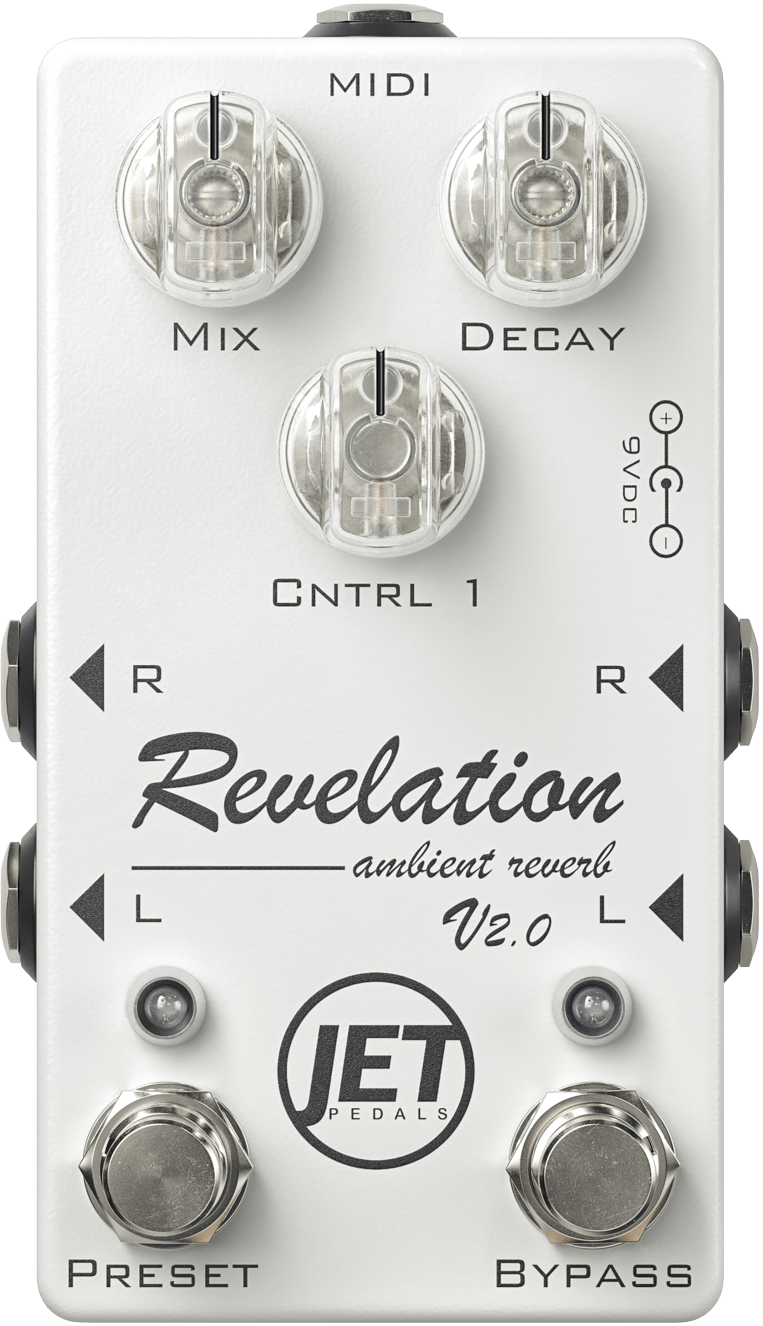 MIDI
MIX DECAY
+
9VDC
-
CNTRL 1
R R
Revelation
ambient reverb
L L
V2.0
JET
PEDALS
PRESET BYPASS